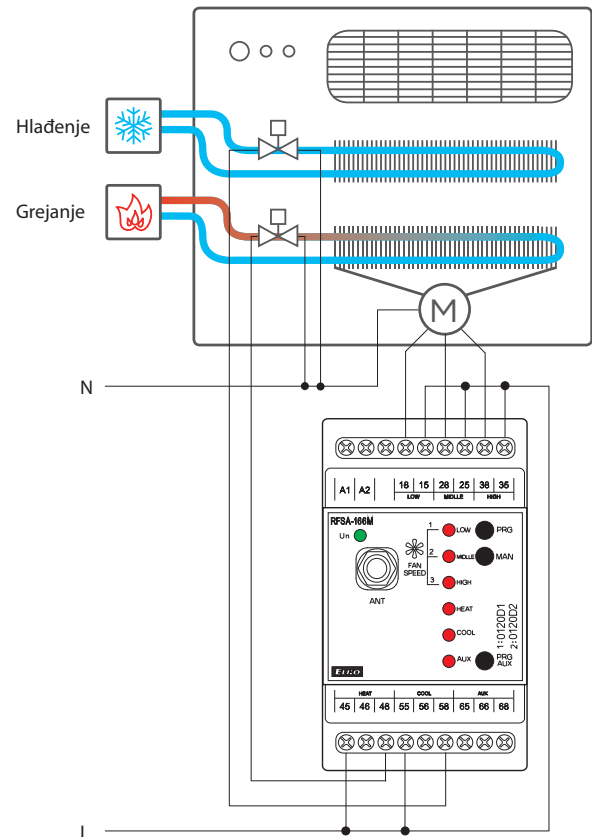 Hlađenje
Grejanje
M
N
A1 A2 16 15 28 25 38 35
LOW MIDLLE HIGH
RFSA-166M
Un
ANT
FAN
SPEED
1 LOW PRG
2 MIDLLE MAN
3 HIGH
HEAT
COOL
AUX PRG
AUX
1:0120D1
2:0120D2
ELKO
HEAT COOL AUX
45 46 48 55 56 58 65 66 68
L